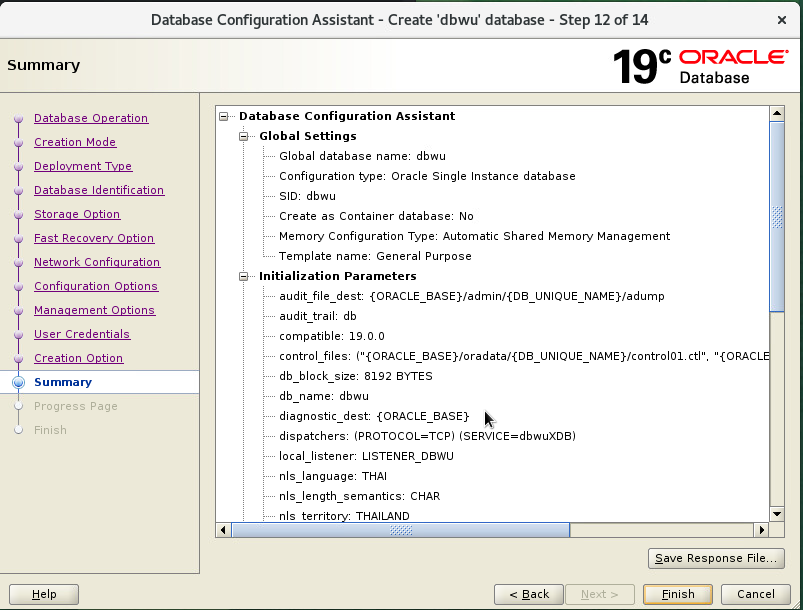 Database Configuration Assistant - Create 'dbwu' database - Step 12 of 14
Summary
19c ORACLE
Database
Database Operation
Creation Mode
Deployment Type
Database Identification
Storage Option
Fast Recovery Option
Network Configuration
Configuration Options
Management Options
User Credentials
Creation Option
Summary
Progress Page
Finish
Database Configuration Assistant
Global Settings
Global database name: dbwu
Configuration type: Oracle Single Instance database
SID: dbwu
Create as Container database: No
Memory Configuration Type: Automatic Shared Memory Management
Template name: General Purpose
Initialization Parameters
audit_file_dest: {ORACLE_BASE}/admin/{DB_UNIQUE_NAME}/adump
audit_trail: db
compatible: 19.0.0
control_files: ("{ORACLE_BASE}/oradata/{DB_UNIQUE_NAME}/control01.ctl", "{ORACLE
db_block_size: 8192 BYTES
db_name: dbwu
diagnostic_dest: {ORACLE_BASE}
dispatchers: (PROTOCOL=TCP) (SERVICE=dbwuXDB)
local_listener: LISTENER_DBWU
nls_language: THAI
nls_length_semantics: CHAR
nls_territory: THAILAND
Save Response File...
Help
< Back
Next >
Finish
Cancel